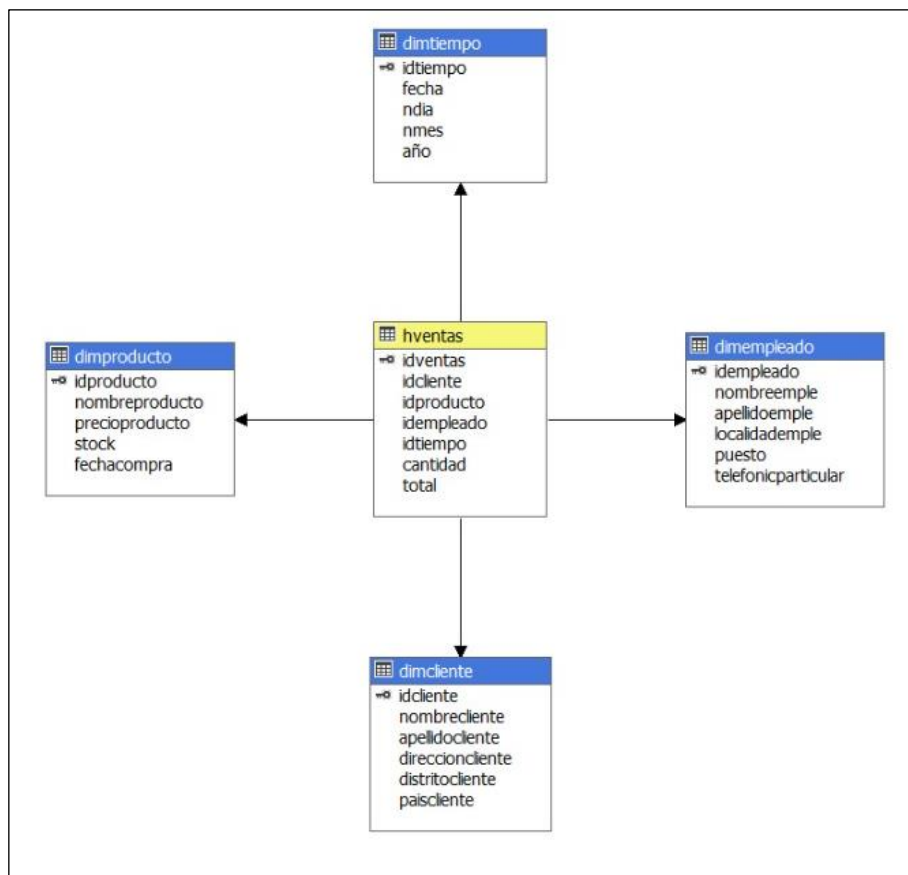 dimtiempo
idtiempo
fecha
ndia
nmes
año
dimproducto
idproducto
nombreproducto
precioproducto
stock
fechacompra
hventas
idventas
idcliente
idproducto
idempleado
idtiempo
cantidad
total
dimempleado
idempleado
nombreemple
apellidoemple
localidademple
puesto
telefonicparticular
dimcliente
idcliente
nombrecliente
apellidocliente
direccioncliente
distritocliente
paiscliente